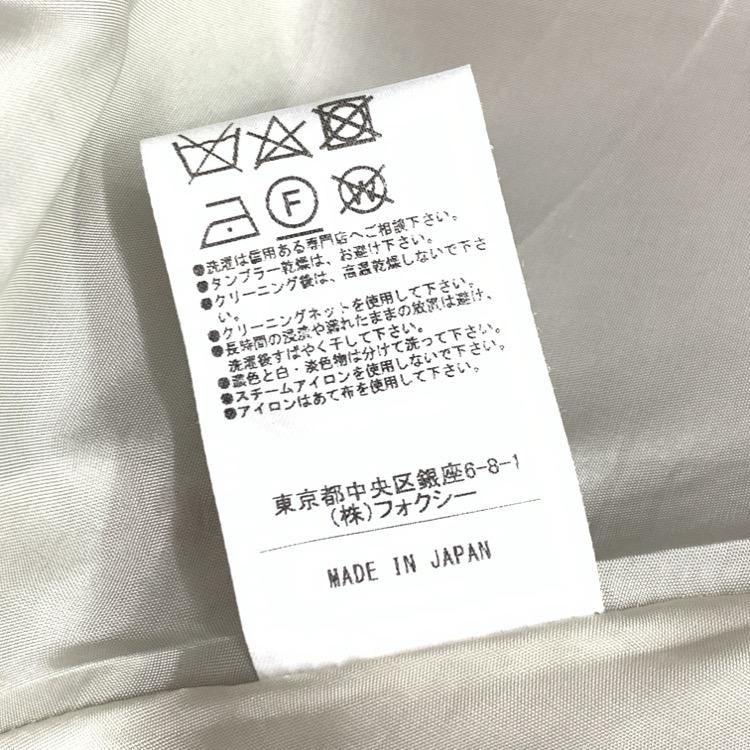 F
W
●洗濯は信用ある専門店へご相談下さい。
●タンブラー乾燥は、お避け下さい。
●クリーニング後は、高温乾燥しないで下さ
い。
●クリーニングネットを使用して下さい。
●長時間の浸漬や濡れたままの放置は避け、
洗濯後すばやく干して下さい。
●濃色と白・淡色物は分けて洗って下さい。
●スチームアイロンを使用しないで下さい。
●アイロンはあて布を使用して下さい。
東京都中央区銀座6-8-1
(株)フォクシー
MADE IN JAPAN